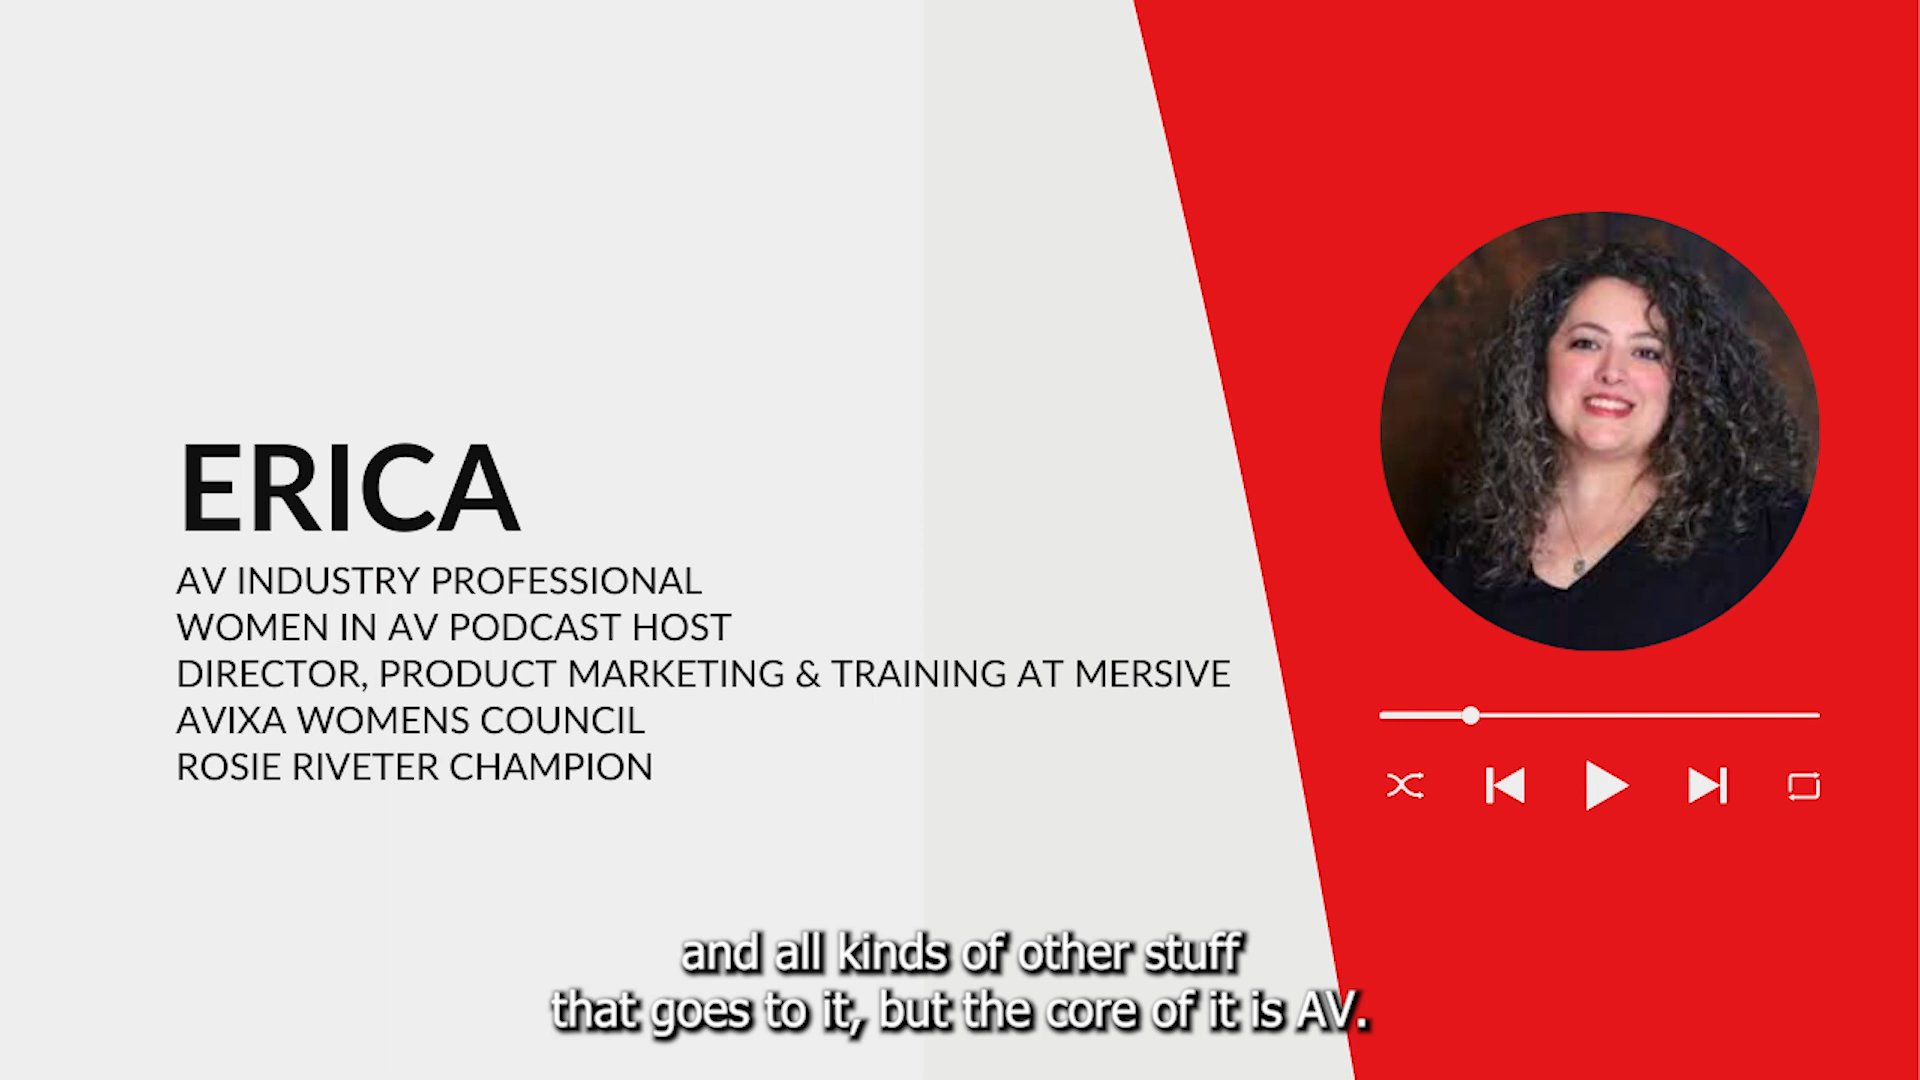 ERICA
AV INDUSTRY PROFESSIONAL
WOMEN IN AV PODCAST HOST
DIRECTOR, PRODUCT MARKETING & TRAINING AT MERSIVE
AVIXA WOMENS COUNCIL
ROSIE RIVETER CHAMPION
and all kinds of other stuff
that goes to it, but the core of it is AV.